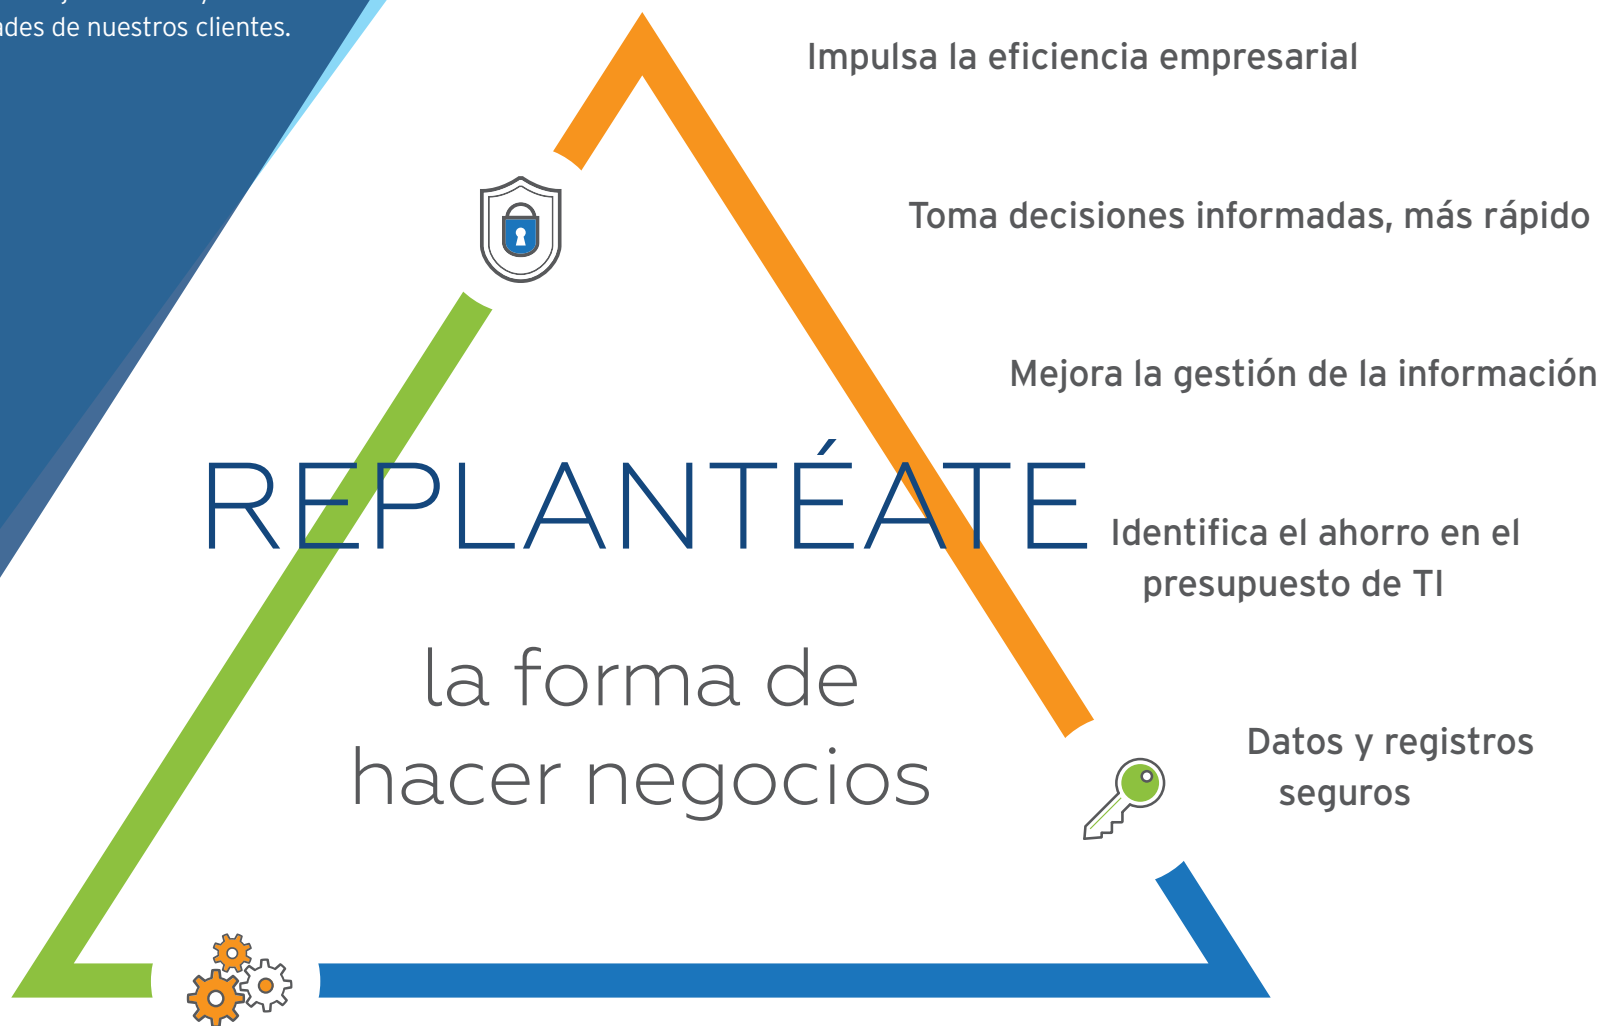 de nuestros clientes.
Impulsa la eficiencia empresarial
Toma decisiones informadas, más rápido
Mejora la gestión de la información
REPLANTÉATE
Identifica el ahorro en el
presupuesto de TI
la forma de
hacer negocios
Datos y registros
seguros